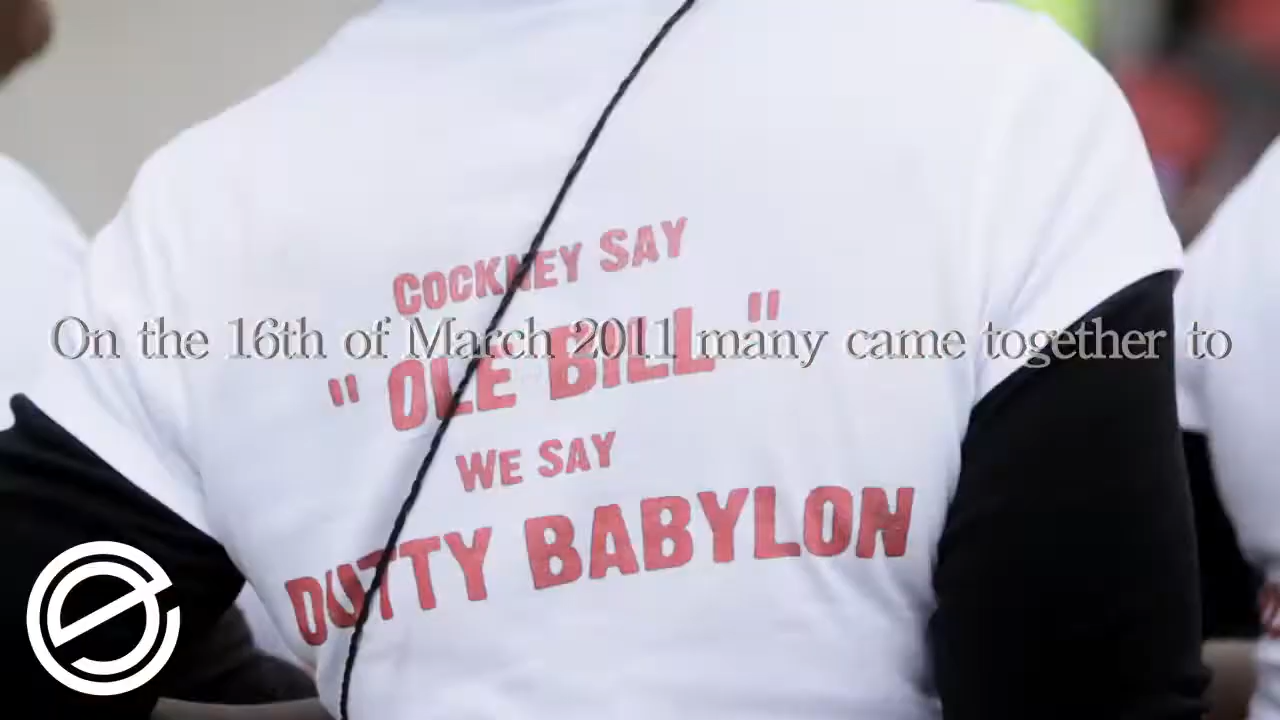 COCKNEY SAY
On the 16th of March 2011 many came together to
" OLE BILL "
WE SAY
DUTTY BABYLON